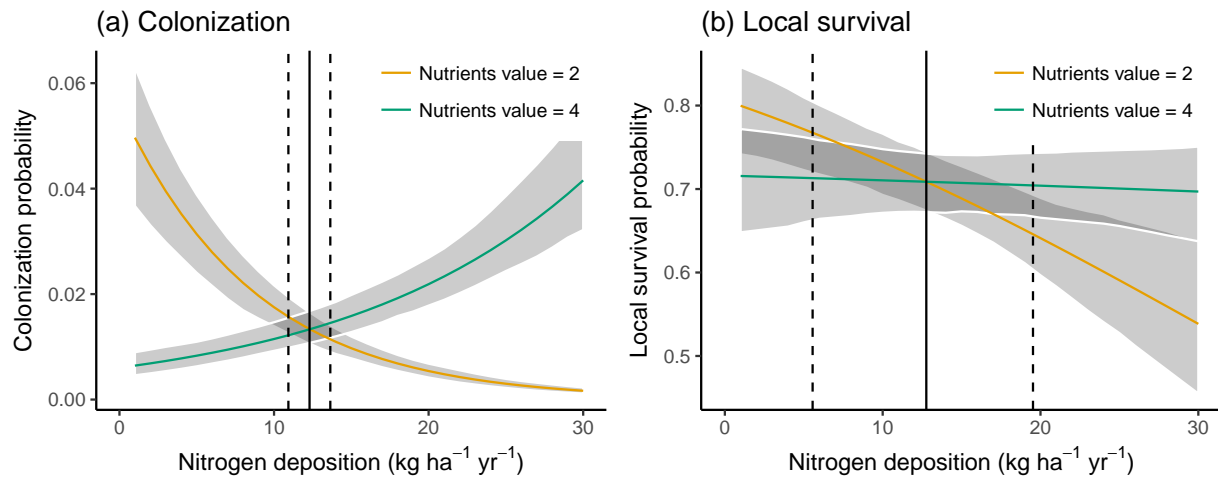 (a) Colonization
Colonization probability
0.06
0.04
0.02
0.00
Nutrients value = 2
Nutrients value = 4
0
10
20
30
Nitrogen deposition (kg ha⁻¹ yr⁻¹)
(b) Local survival
Local survival probability
0.8
0.7
0.6
0.5
Nutrients value = 2
Nutrients value = 4
0
10
20
30
Nitrogen deposition (kg ha⁻¹ yr⁻¹)